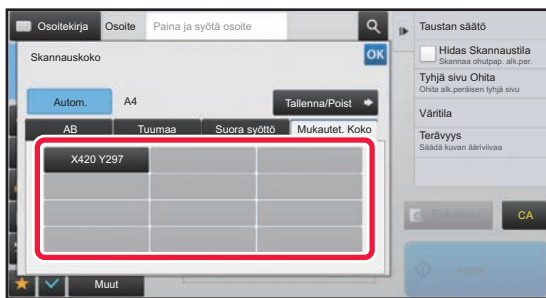 Osoitekirja
Osoite
Paina ja syötä osoite
Skannauskoko
OK
Autom.
A4
Tallenna/Poist
AB
Tuumaa
Suora syöttö
Mukautet. Koko
X420 Y297
Muut
Taustan säätö
Hidas Skannaustila
Skannaa ohutpap. alk.per.
Tyhjä sivu Ohita
Ohita alk.peräisen tyhjä sivu
Väritila
Terävyys
Säädä kuvan ääriviivaa
CA